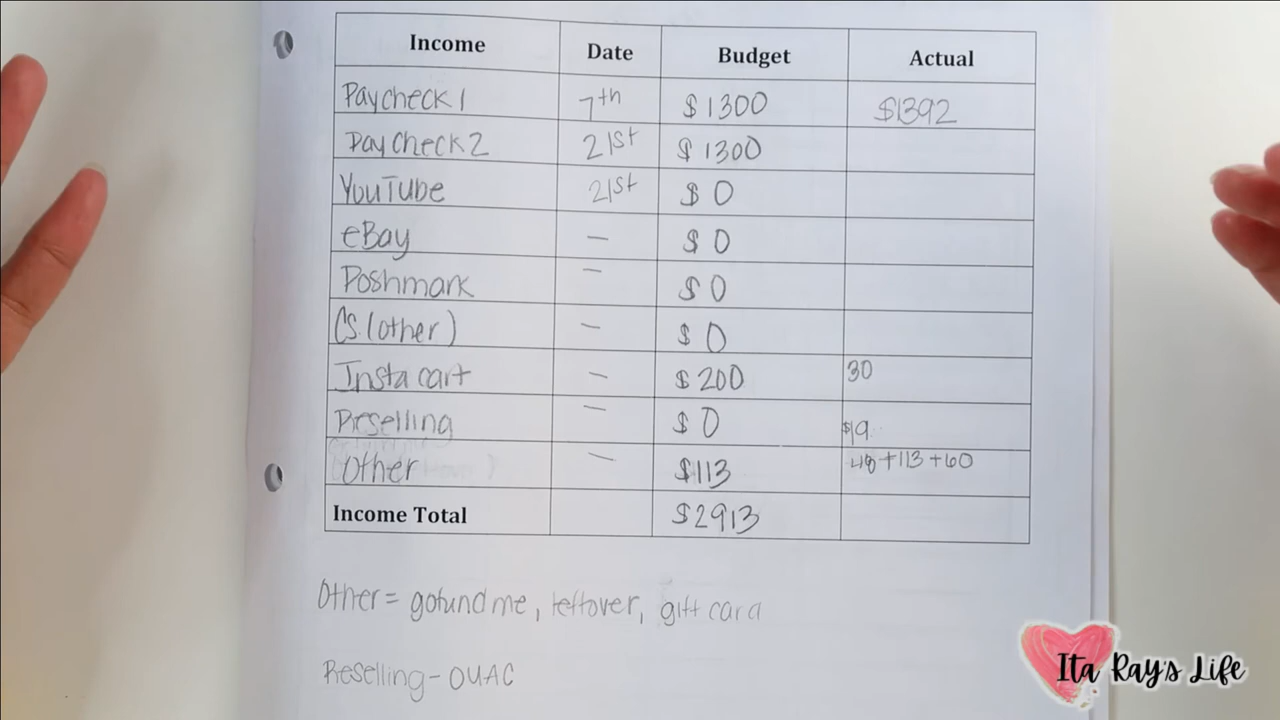 Income Date Budget Actual
Paycheck 1 7th $1300 $1392
Paycheck 2 21st $1300
YouTube 21st $0
eBay — $0
Poshmark — $0
CS (other) — $0
Instacart — $200 30
Reselling — $0 $19
Other — $113 48+113+60
Income Total $2913
Other = gofundme, leftover, gift card
Reselling - OUAC
Ita Ray's Life